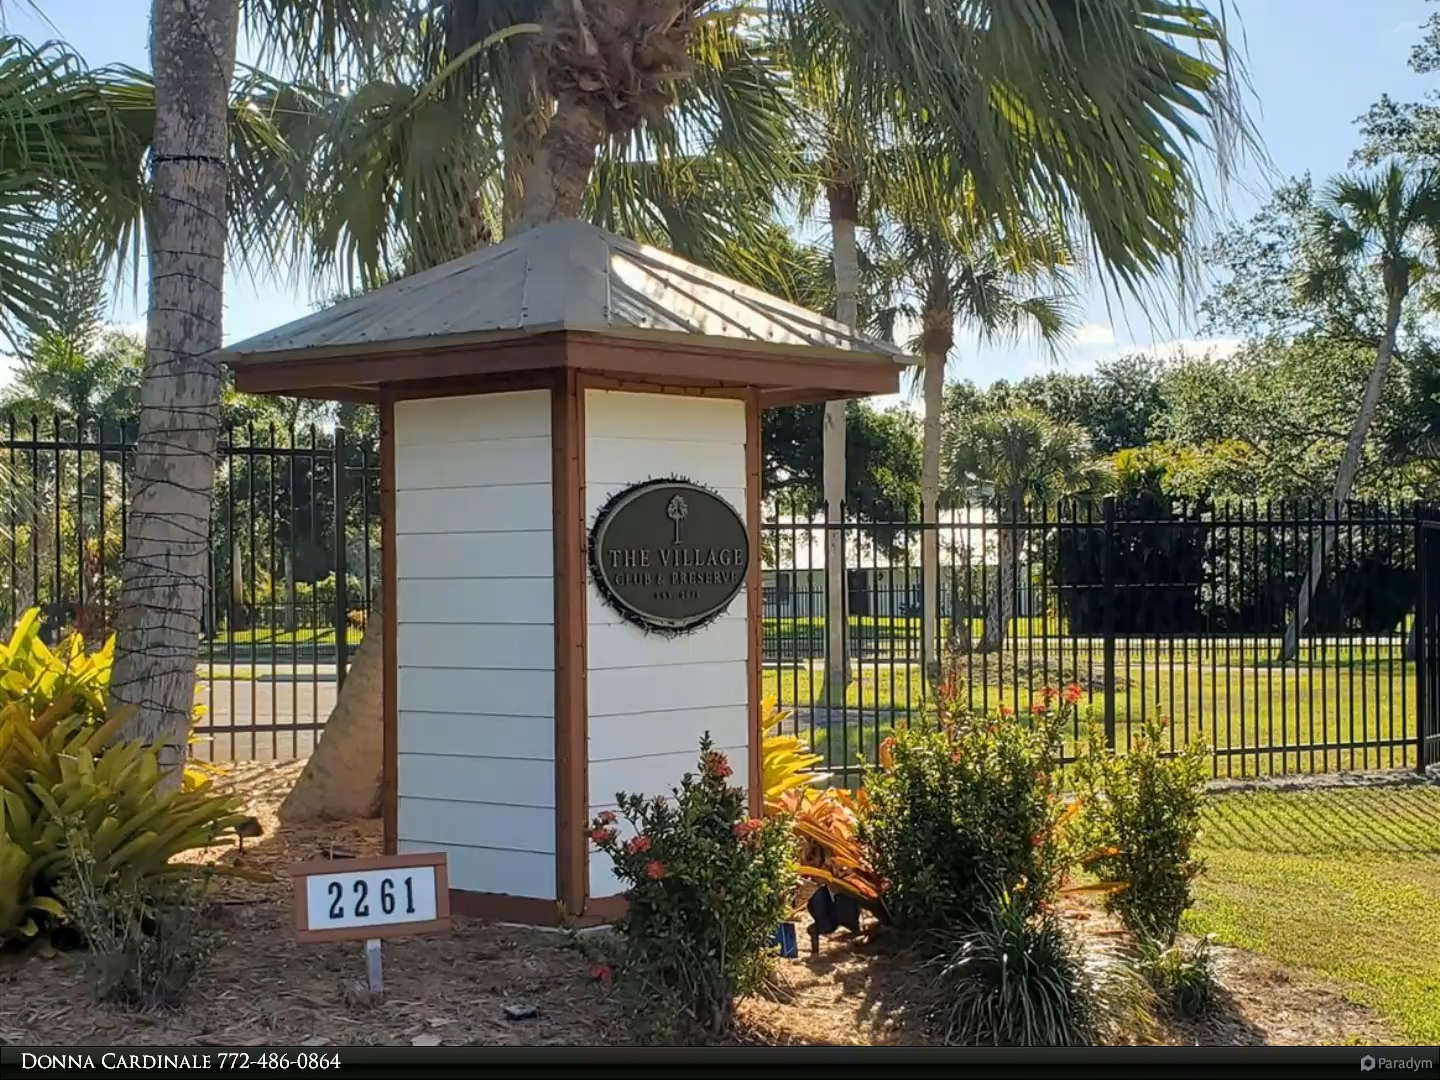 THE VILLAGE
CLUB & PRESERVE
2261
DONNA CARDINALE 772-486-0864
Paradym